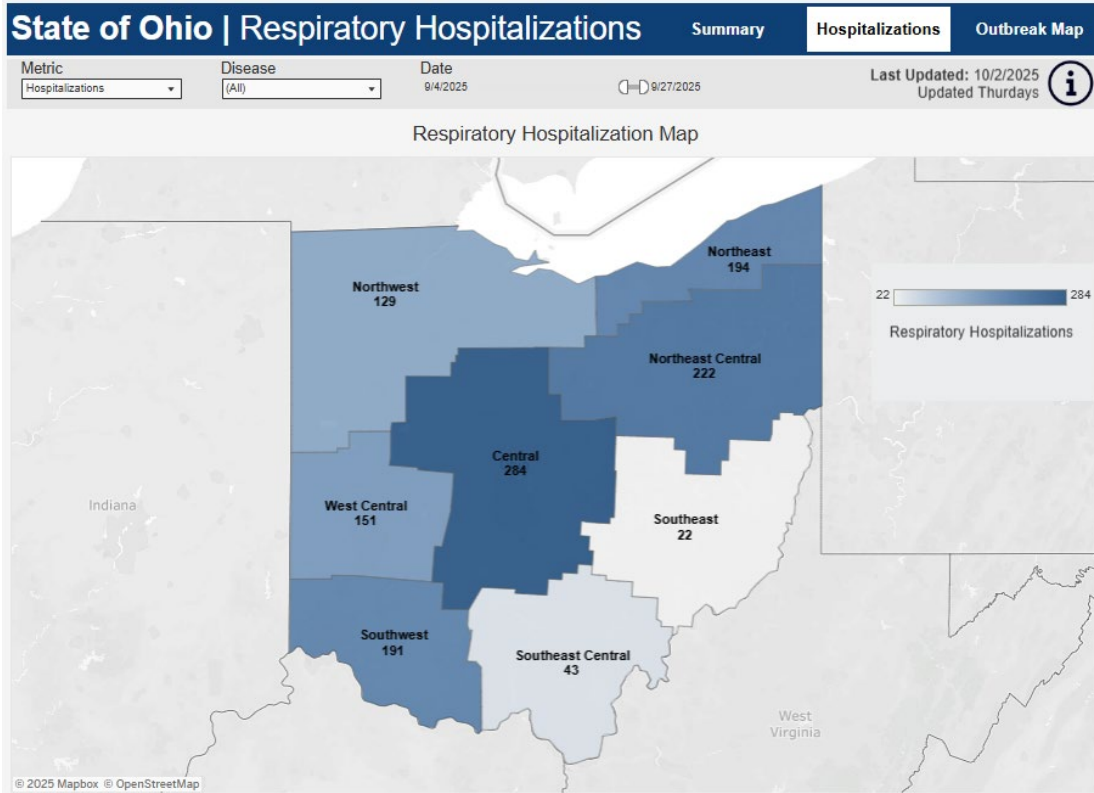 State of Ohio | Respiratory Hospitalizations
Summary
Hospitalizations
Outbreak Map
Metric
Hospitalizations
Disease
(All)
Date
9/4/2025
9/27/2025
Last Updated: 10/2/2025
Updated Thurdays
i
Respiratory Hospitalization Map
Northwest
129
Northeast
194
Northeast Central
222
Central
284
West Central
151
Southeast
22
Southwest
191
Southeast Central
43
22
284
Respiratory Hospitalizations
Indiana
West
Virginia
© 2025 Mapbox © OpenStreetMap